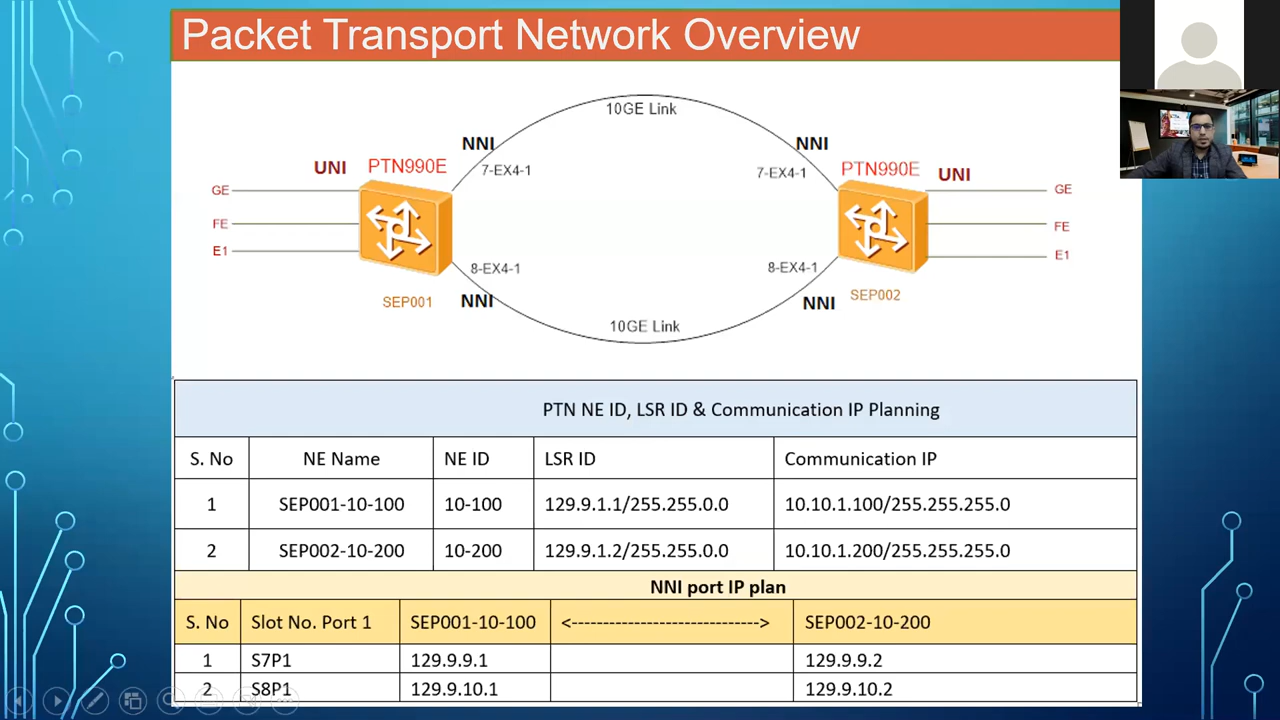 Packet Transport Network Overview
10GE Link
NNI NNI
UNI PTN990E 7-EX4-1 7-EX4-1 PTN990E UNI
GE GE
FE FE
E1 E1
8-EX4-1 8-EX4-1
SEP001 NNI NNI SEP002
10GE Link
PTN NE ID, LSR ID & Communication IP Planning
S. No NE Name NE ID LSR ID Communication IP
1 SEP001-10-100 10-100 129.9.1.1/255.255.0.0 10.10.1.100/255.255.255.0
2 SEP002-10-200 10-200 129.9.1.2/255.255.0.0 10.10.1.200/255.255.255.0
NNI port IP plan
S. No Slot No. Port 1 SEP001-10-100 <-------------------------------> SEP002-10-200
1 S7P1 129.9.9.1 129.9.9.2
2 S8P1 129.9.10.1 129.9.10.2